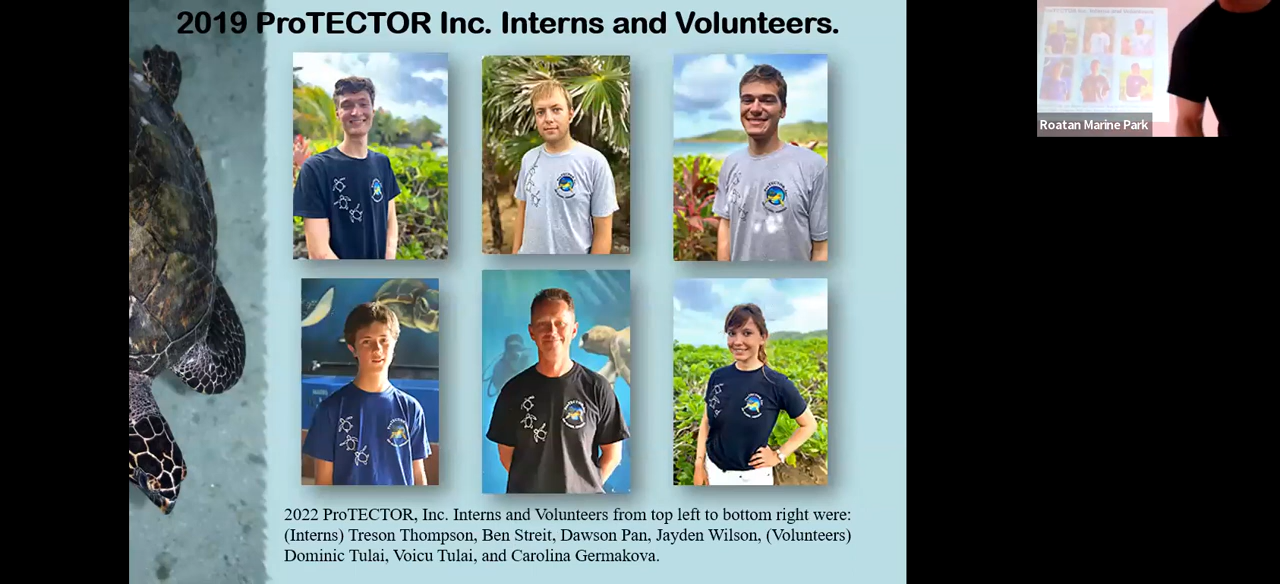 2019 ProTECTOR Inc. Interns and Volunteers.
Roatan Marine Park
2022 ProTECTOR, Inc. Interns and Volunteers from top left to bottom right were:
(Interns) Treson Thompson, Ben Streit, Dawson Pan, Jayden Wilson, (Volunteers)
Dominic Tulai, Voicu Tulai, and Carolina Germakova.